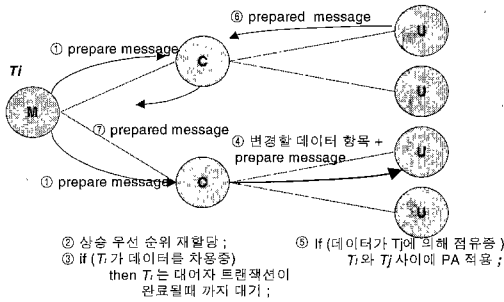 ⑥ prepared message
① prepare message
Ti
M
C
U
U
⑦ prepared message
④ 변경할 데이터 항목 +
prepare message
① prepare message
C
U
U
② 상승 우선 순위 재할당 ;
③ if (Ti가 데이터를 차용중)
then Ti는 대여자 트랜잭션이
완료될때 까지 대기 ;
⑤ If (데이터가 Tj에 의해 점유중)
Ti와 Tj 사이에 PA 적용 ;